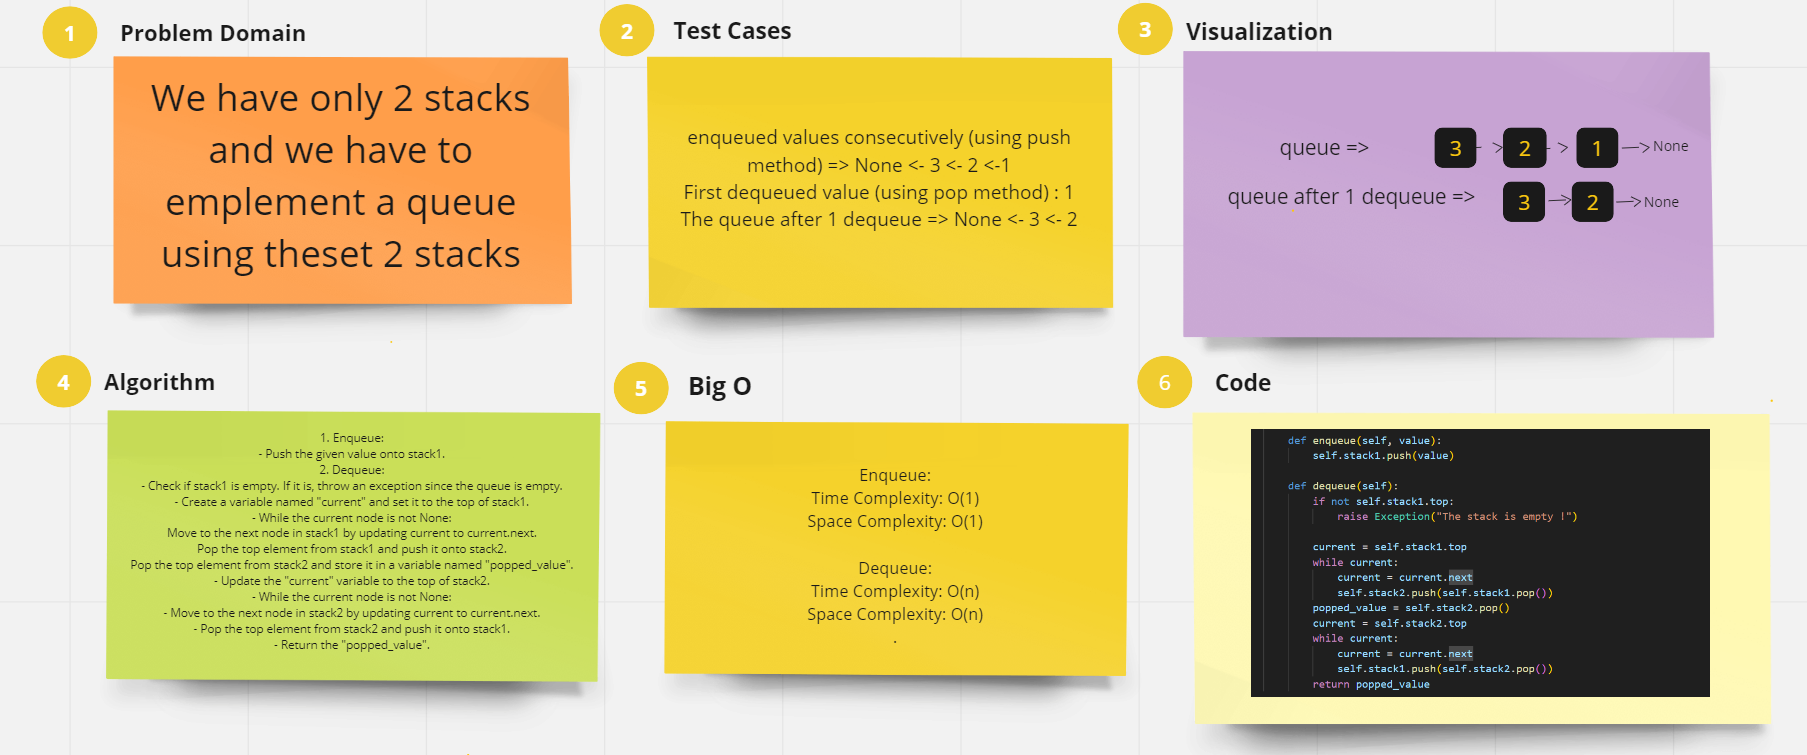 1
Problem Domain
We have only 2 stacks
and we have to
emplement a queue
using theset 2 stacks
2
Test Cases
enqueued values consecutively (using push
method) => None <- 3 <- 2 <-1
First dequeued value (using pop method) : 1
The queue after 1 dequeue => None <- 3 <- 2
3
Visualization
queue => 3 -> 2 -> 1 -> None
queue after 1 dequeue => 3 -> 2 -> None
4
Algorithm
1. Enqueue:
- Push the given value onto stack1.
2. Dequeue:
- Check if stack1 is empty. If it is, throw an exception since the queue is empty.
- Create a variable named "current" and set it to the top of stack1.
- While the current node is not None:
Move to the next node in stack1 by updating current to current.next.
Pop the top element from stack1 and push it onto stack2.
Pop the top element from stack2 and store it in a variable named "popped_value".
- Update the "current" variable to the top of stack2.
- While the current node is not None:
- Move to the next node in stack2 by updating current to current.next.
- Pop the top element from stack2 and push it onto stack1.
- Return the "popped_value".
5
Big O
Enqueue:
Time Complexity: O(1)
Space Complexity: O(1)
Dequeue:
Time Complexity: O(n)
Space Complexity: O(n)
.
6
Code
def enqueue(self, value):
self.stack1.push(value)
def dequeue(self):
if not self.stack1.top:
raise Exception("The stack is empty !")
current = self.stack1.top
while current:
current = current.next
self.stack2.push(self.stack1.pop())
popped_value = self.stack2.pop()
current = self.stack2.top
while current:
current = current.next
self.stack1.push(self.stack2.pop())
return popped_value